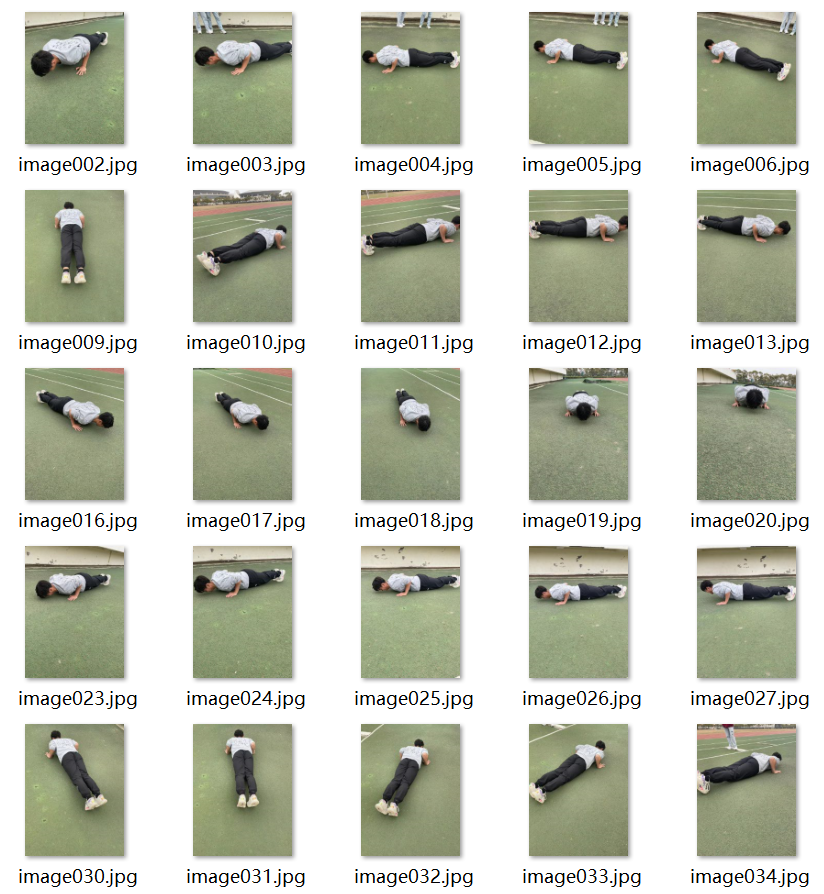 image002.jpg image003.jpg image004.jpg image005.jpg image006.jpg
image009.jpg image010.jpg image011.jpg image012.jpg image013.jpg
image016.jpg image017.jpg image018.jpg image019.jpg image020.jpg
image023.jpg image024.jpg image025.jpg image026.jpg image027.jpg
image030.jpg image031.jpg image032.jpg image033.jpg image034.jpg